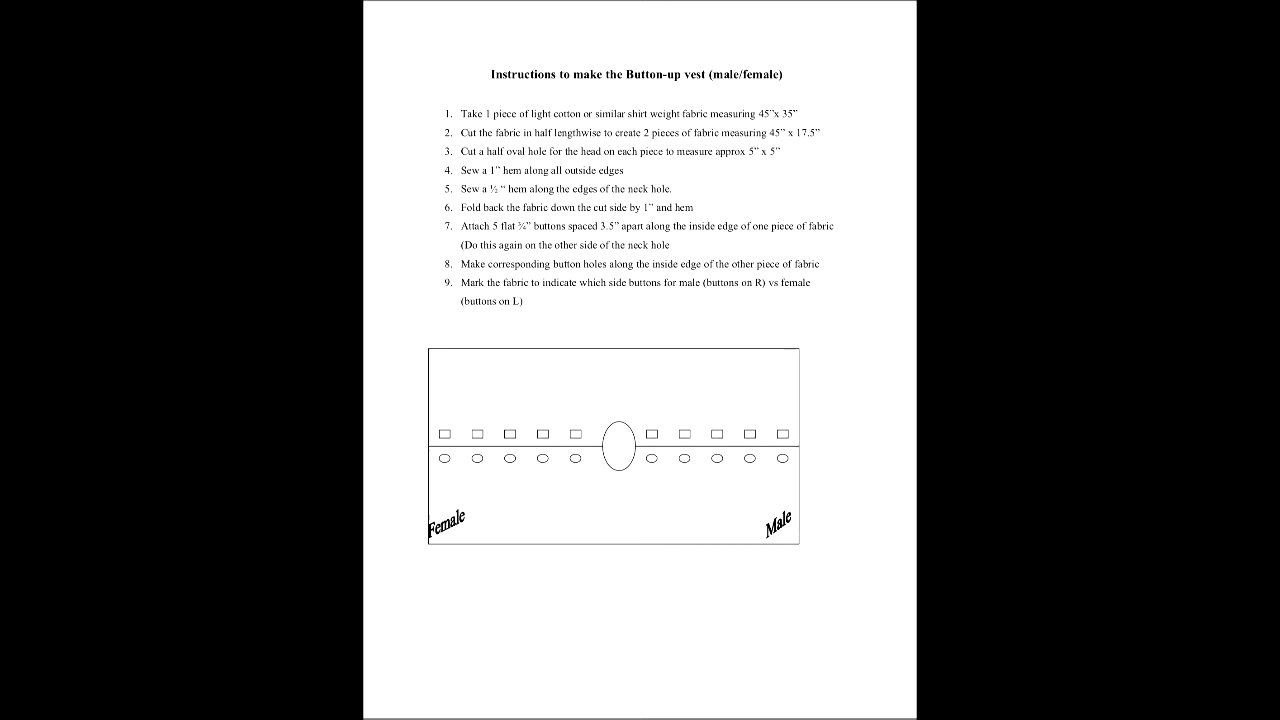 Instructions to make the Button-up vest (male/female)
1. Take 1 piece of light cotton or similar shirt weight fabric measuring 45”x 35”
2. Cut the fabric in half lengthwise to create 2 pieces of fabric measuring 45” x 17.5”
3. Cut a half oval hole for the head on each piece to measure approx 5” x 5”
4. Sew a 1” hem along all outside edges
5. Sew a ½ “ hem along the edges of the neck hole.
6. Fold back the fabric down the cut side by 1” and hem
7. Attach 5 flat ¾” buttons spaced 3.5” apart along the inside edge of one piece of fabric
(Do this again on the other side of the neck hole
8. Make corresponding button holes along the inside edge of the other piece of fabric
9. Mark the fabric to indicate which side buttons for male (buttons on R) vs female
(buttons on L)
Female
Male